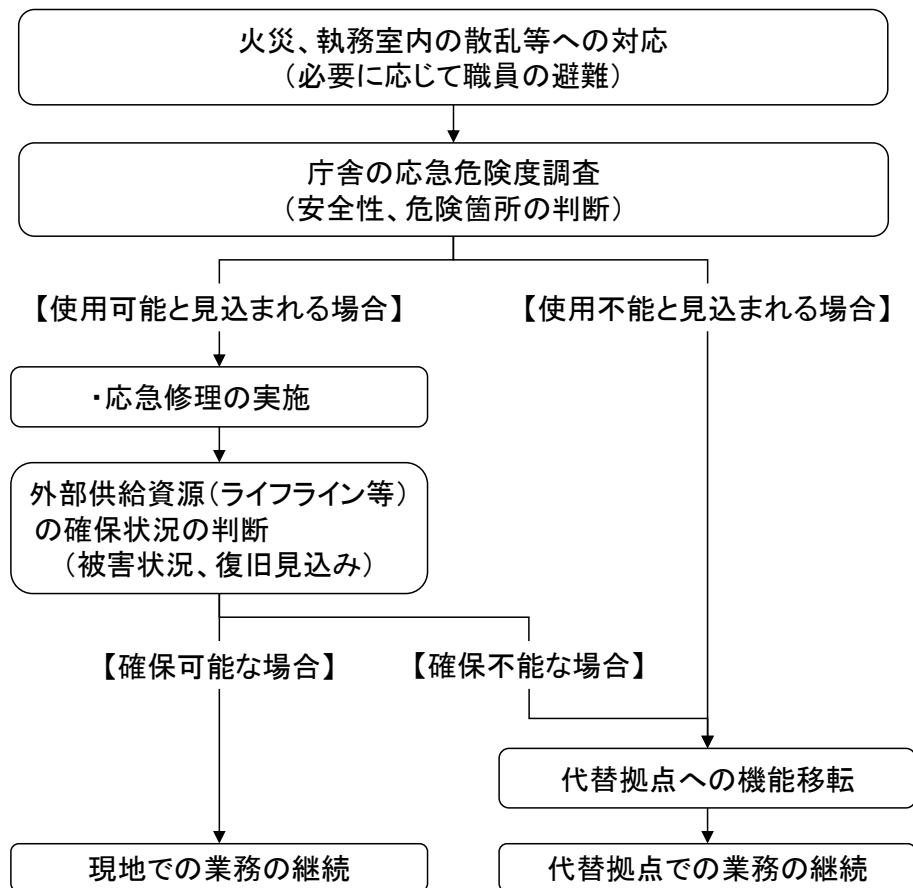 火災、執務室内の散乱等への対応
（必要に応じて職員の避難）
庁舎の応急危険度調査
（安全性、危険箇所の判断）
【使用可能と見込まれる場合】
【使用不能と見込まれる場合】
・応急修理の実施
外部供給資源（ライフライン等）
の確保状況の判断
（被害状況、復旧見込み）
【確保可能な場合】
【確保不能な場合】
代替拠点への機能移転
現地での業務の継続
代替拠点での業務の継続